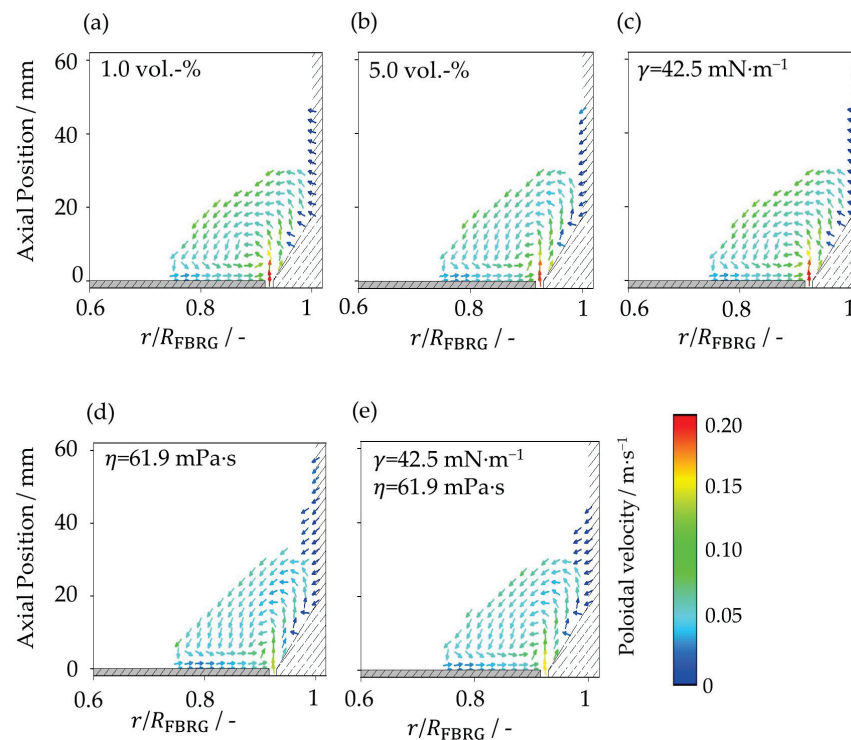 (a)
(b)
(c)
1.0 vol.-%
5.0 vol.-%
γ=42.5 mN·m⁻¹
Axial Position / mm
60
40
20
0
0.6
0.8
1
0.6
0.8
1
0.6
0.8
1
r/R_FBRG / -
r/R_FBRG / -
r/R_FBRG / -
(d)
(e)
η=61.9 mPa·s
γ=42.5 mN·m⁻¹
η=61.9 mPa·s
Axial Position / mm
60
40
20
0
0.6
0.8
1
0.6
0.8
1
r/R_FBRG / -
r/R_FBRG / -
Poloidal velocity / m·s⁻¹
0.20
0.15
0.10
0.05
0